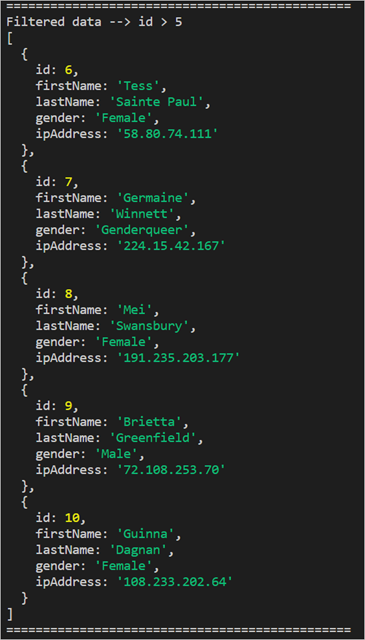 ===============================================
Filtered data --> id > 5
[
  {
    id: 6,
    firstName: 'Tess',
    lastName: 'Sainte Paul',
    gender: 'Female',
    ipAddress: '58.80.74.111'
  },
  {
    id: 7,
    firstName: 'Germaine',
    lastName: 'Winnett',
    gender: 'Genderqueer',
    ipAddress: '224.15.42.167'
  },
  {
    id: 8,
    firstName: 'Mei',
    lastName: 'Swansbury',
    gender: 'Female',
    ipAddress: '191.235.203.177'
  },
  {
    id: 9,
    firstName: 'Brietta',
    lastName: 'Greenfield',
    gender: 'Male',
    ipAddress: '72.108.253.70'
  },
  {
    id: 10,
    firstName: 'Guinna',
    lastName: 'Dagnan',
    gender: 'Female',
    ipAddress: '108.233.202.64'
  }
]
===============================================